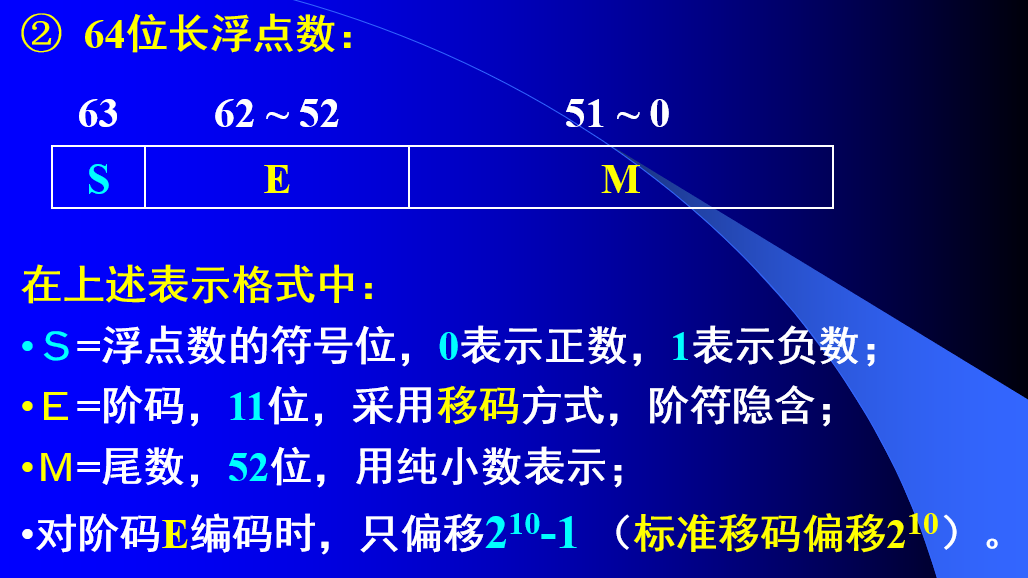 ② 64位长浮点数：
63 62 ~ 52 51 ~ 0
S E M
在上述表示格式中：
•Ｓ=浮点数的符号位，0表示正数，1表示负数；
•Ｅ=阶码，11位，采用移码方式，阶符隐含；
•Ｍ=尾数，52位，用纯小数表示；
•对阶码E编码时，只偏移2¹⁰-1 （标准移码偏移2¹⁰）。